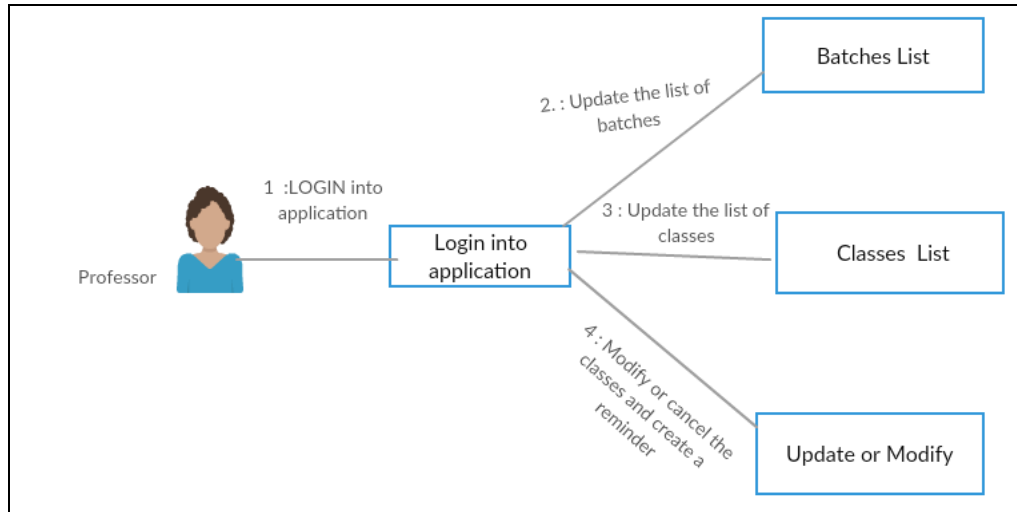 Batches List
2. : Update the list of
batches
1 :LOGIN into
application
3 : Update the list of
classes
Login into
application
Classes List
Professor
4 : Modify or cancel the
classes and create a
reminder
Update or Modify